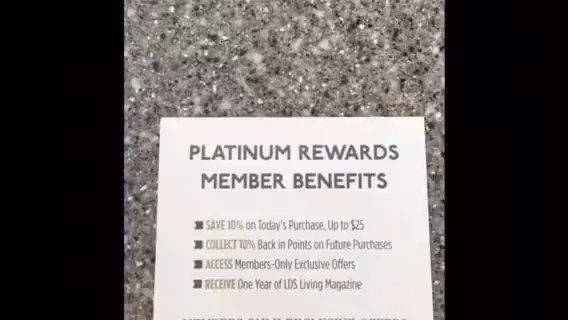 PLATINUM REWARDS
MEMBER BENEFITS
SAVE 10% on Today's Purchase, Up to $25
COLLECT 10% Back in Points on Future Purchases
ACCESS Members-Only Exclusive Offers
RECEIVE One Year of LDS Living Magazine